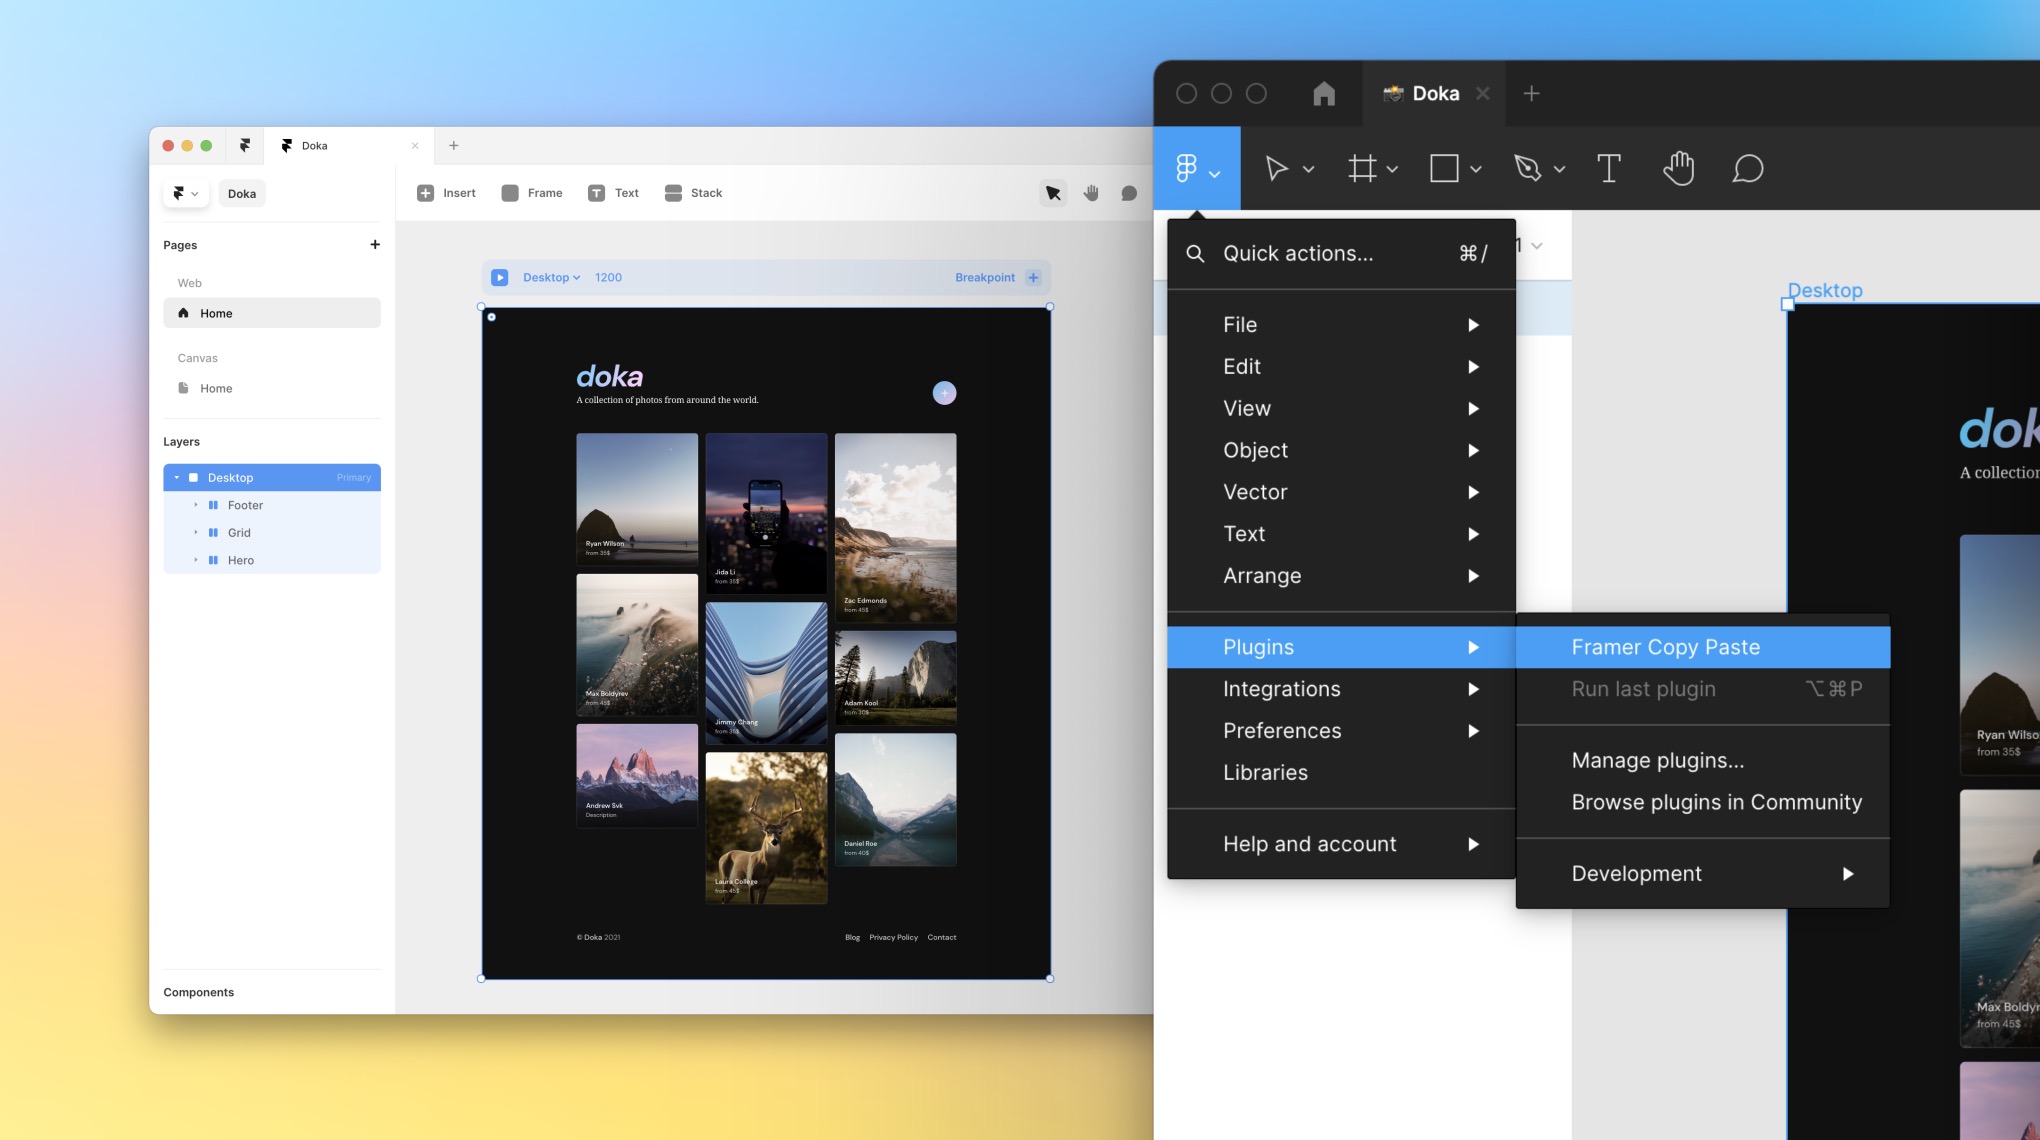 Doka
Doka
Insert
Frame
Text
Stack
Pages
Web
Home
Canvas
Home
Layers
Desktop
Primary
Footer
Grid
Hero
Components
Desktop
1200
Breakpoint
doka
A collection of photos from around the world.
Ryan Wilson
from 35$
Max Boldyrev
from 45$
Andrew Svk
Description
Jida Li
from 35$
Jimmy Chang
from 35$
Laura College
from 45$
Zac Edmonds
from 45$
Adam Kool
from 30$
Daniel Roe
from 40$
© Doka 2021
Blog
Privacy Policy
Contact
Doka
Quick actions... ⌘/
File
Edit
View
Object
Vector
Text
Arrange
Plugins
Integrations
Preferences
Libraries
Help and account
Framer Copy Paste
Run last plugin ⌥⌘P
Manage plugins...
Browse plugins in Community
Development
Desktop
dok
A collection
Ryan Wilso
from 35$
Max Boldyr
from 45$